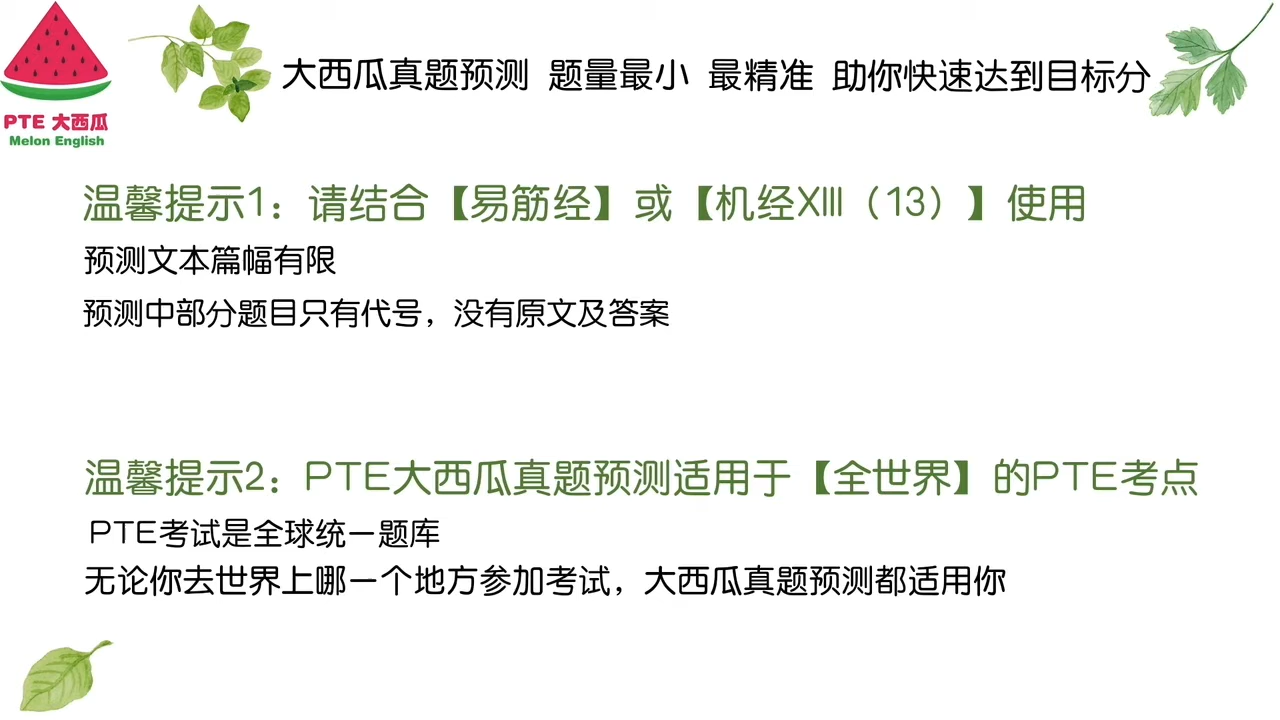 PTE 大西瓜
Melon English
大西瓜真题预测 题量最小 最精准 助你快速达到目标分
温馨提示1：请结合【易筋经】或【机经XIII（13）】使用
预测文本篇幅有限
预测中部分题目只有代号，没有原文及答案
温馨提示2：PTE大西瓜真题预测适用于【全世界】的PTE考点
PTE考试是全球统一题库
无论你去世界上哪一个地方参加考试，大西瓜真题预测都适用你